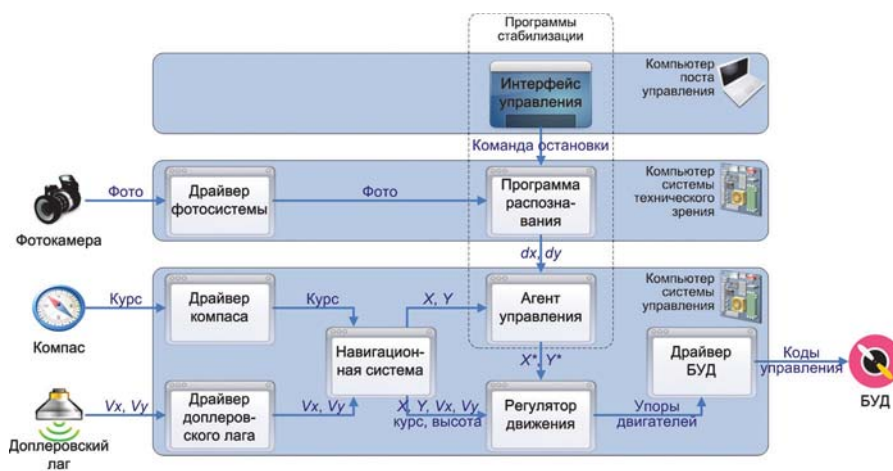 Программы
стабилизации
Интерфейс
управления
Компьютер
поста
управления
Команда остановки
Фотокамера
Фото
Драйвер
фотосистемы
Фото
Программа
распозна-
вания
Компьютер
системы
технического
зрения
dx, dy
Компас
Курс
Драйвер
компаса
Курс
Навигацион-
ная система
X, Y
Агент
управления
Компьютер
системы
управления
X*, Y*
Доплеровский
лаг
Vx, Vy
Драйвер
доплеров-
ского лага
Vx, Vy
X, Y, Vx, Vy
курс, высота
Регулятор
движения
Упоры
двигателей
Драйвер
БУД
Коды
управления
БУД